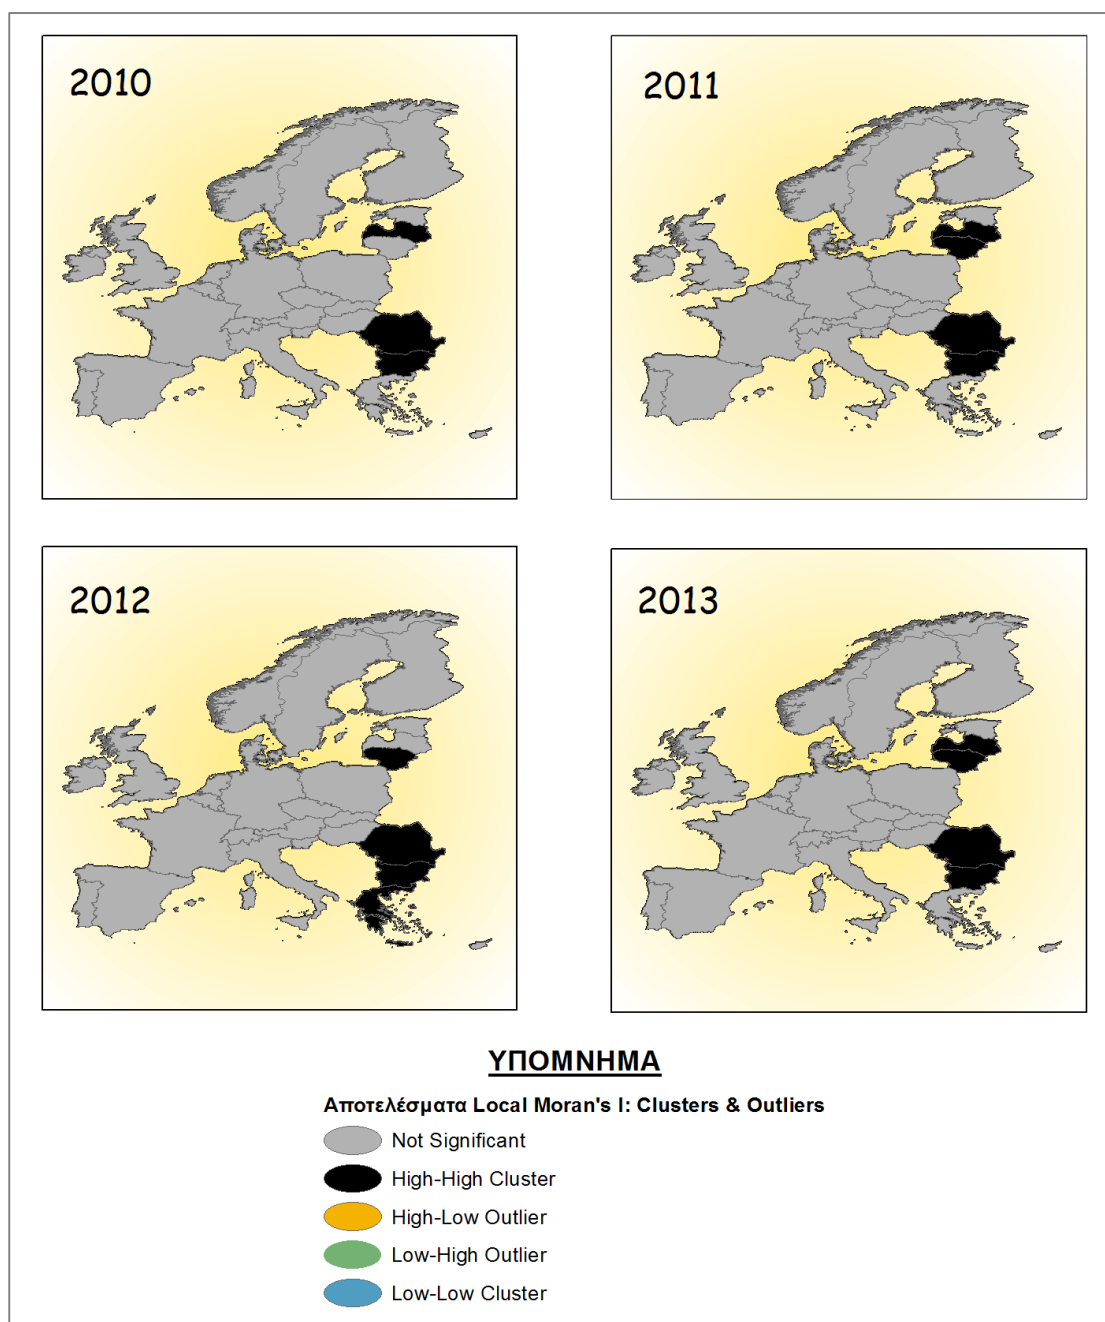 2010
2011
2012
2013
ΥΠΟΜΝΗΜΑ
Αποτελέσματα Local Moran's I: Clusters & Outliers
Not Significant
High-High Cluster
High-Low Outlier
Low-High Outlier
Low-Low Cluster